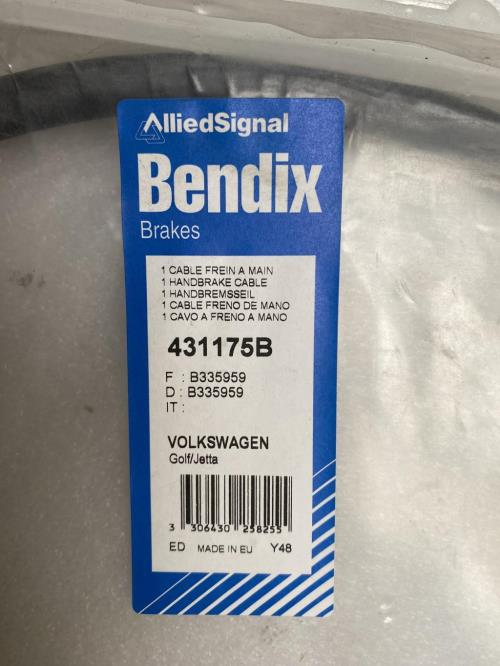 AlliedSignal
Bendix
Brakes
1 CABLE FREIN A MAIN
1 HANDBRAKE CABLE
1 HANDBREMSSEIL
1 CABLE FRENO DE MANO
1 CAVO A FRENO A MANO
431175B
F : B335959
D : B335959
IT :
VOLKSWAGEN
Golf/Jetta
3 306430 258255
ED MADE IN EU Y48